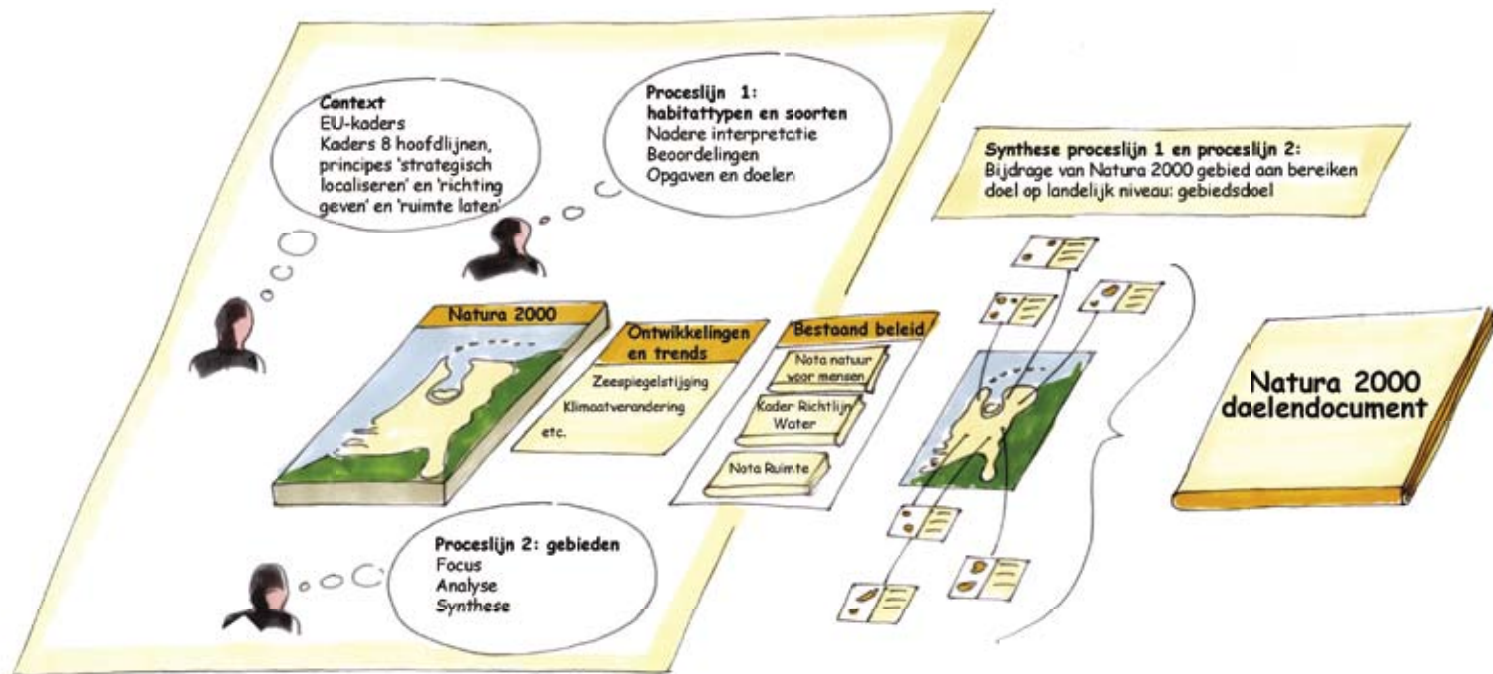 Context
EU-kaders
Kaders 8 hoofdlijnen,
principes 'strategisch
localiseren' en 'richting
geven' en 'ruimte laten'
Proceslijn 1:
habitattypen en soorten
Nadere interpretatie
Beoordelingen
Opgaven en doelen
Synthese proceslijn 1 en proceslijn 2:
Bijdrage van Natura 2000 gebied aan bereiken
doel op landelijk niveau: gebiedsdoel
Natura 2000
Ontwikkelingen
en trends
Zeespiegelstijging
Klimaatverandering
etc.
Bestaand beleid
Nota natuur
voor mensen
Kader Richtlijn
Water
Nota Ruimte
Natura 2000
doelendocument
Proceslijn 2: gebieden
Focus
Analyse
Synthese